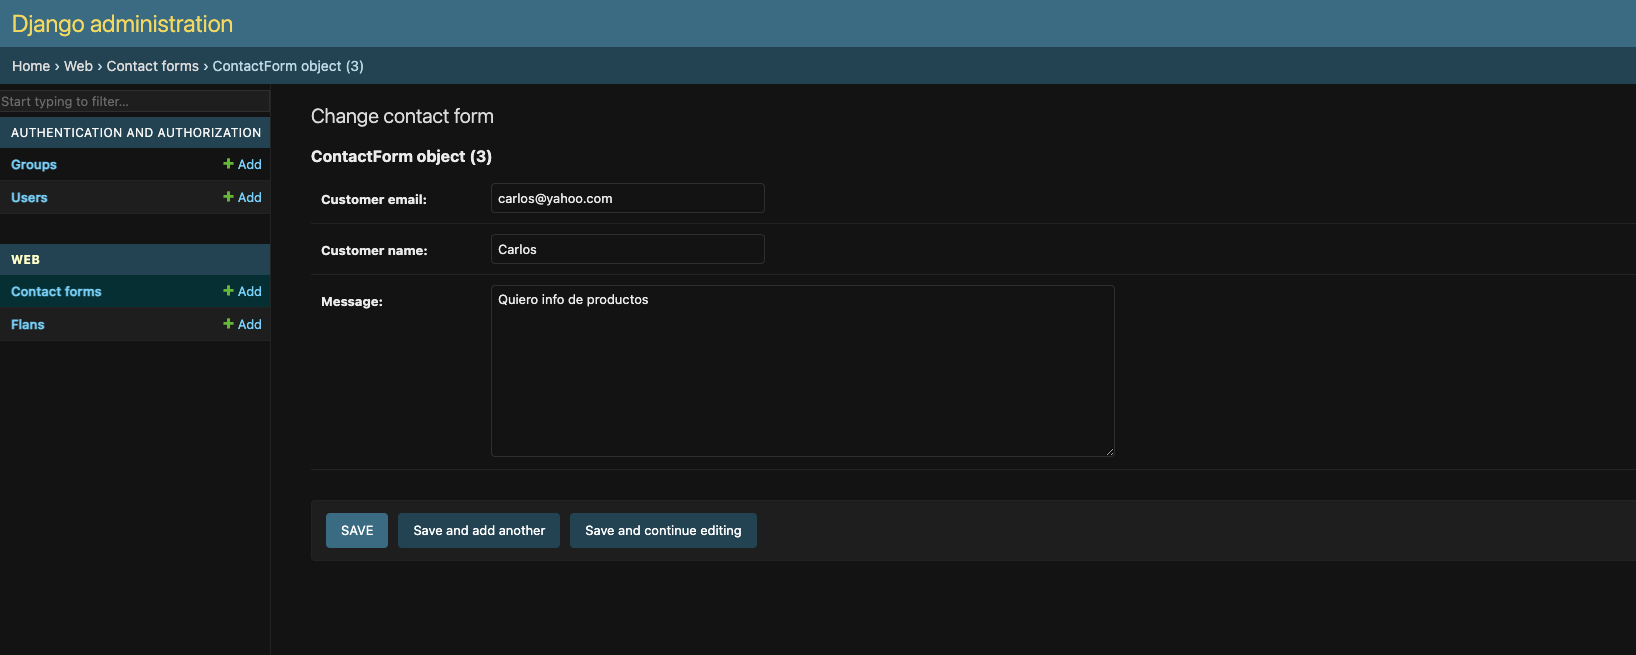 Django administration
Home › Web › Contact forms › ContactForm object (3)
Start typing to filter...
AUTHENTICATION AND AUTHORIZATION
Groups + Add
Users + Add
WEB
Contact forms + Add
Flans + Add
Change contact form
ContactForm object (3)
Customer email: carlos@yahoo.com
Customer name: Carlos
Message: Quiero info de productos
SAVE Save and add another Save and continue editing